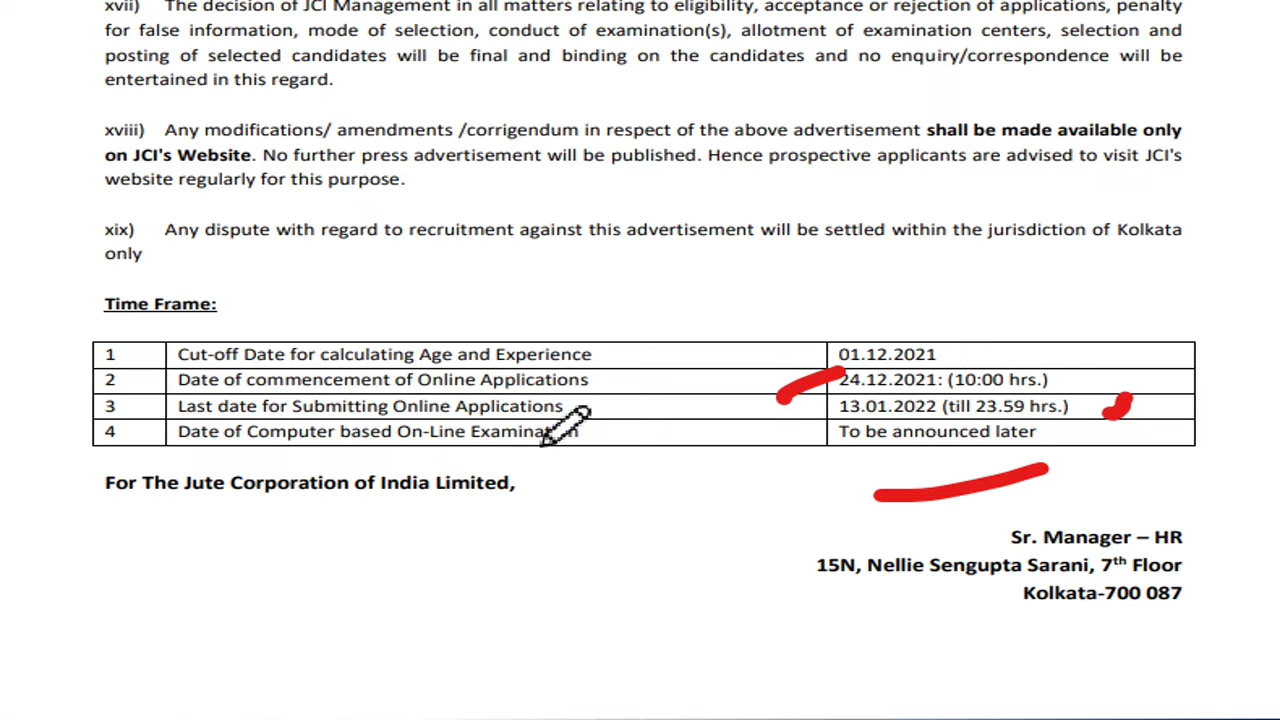 xvii) The decision of JCI Management in all matters relating to eligibility, acceptance or rejection of applications, penalty
for false information, mode of selection, conduct of examination(s), allotment of examination centers, selection and
posting of selected candidates will be final and binding on the candidates and no enquiry/correspondence will be
entertained in this regard.
xviii) Any modifications/ amendments /corrigendum in respect of the above advertisement shall be made available only
on JCI's Website. No further press advertisement will be published. Hence prospective applicants are advised to visit JCI's
website regularly for this purpose.
xix) Any dispute with regard to recruitment against this advertisement will be settled within the jurisdiction of Kolkata
only
Time Frame:
1 Cut-off Date for calculating Age and Experience 01.12.2021
2 Date of commencement of Online Applications 24.12.2021: (10:00 hrs.)
3 Last date for Submitting Online Applications 13.01.2022 (till 23.59 hrs.)
4 Date of Computer based On-Line Examination To be announced later
For The Jute Corporation of India Limited,
Sr. Manager – HR
15N, Nellie Sengupta Sarani, 7th Floor
Kolkata-700 087